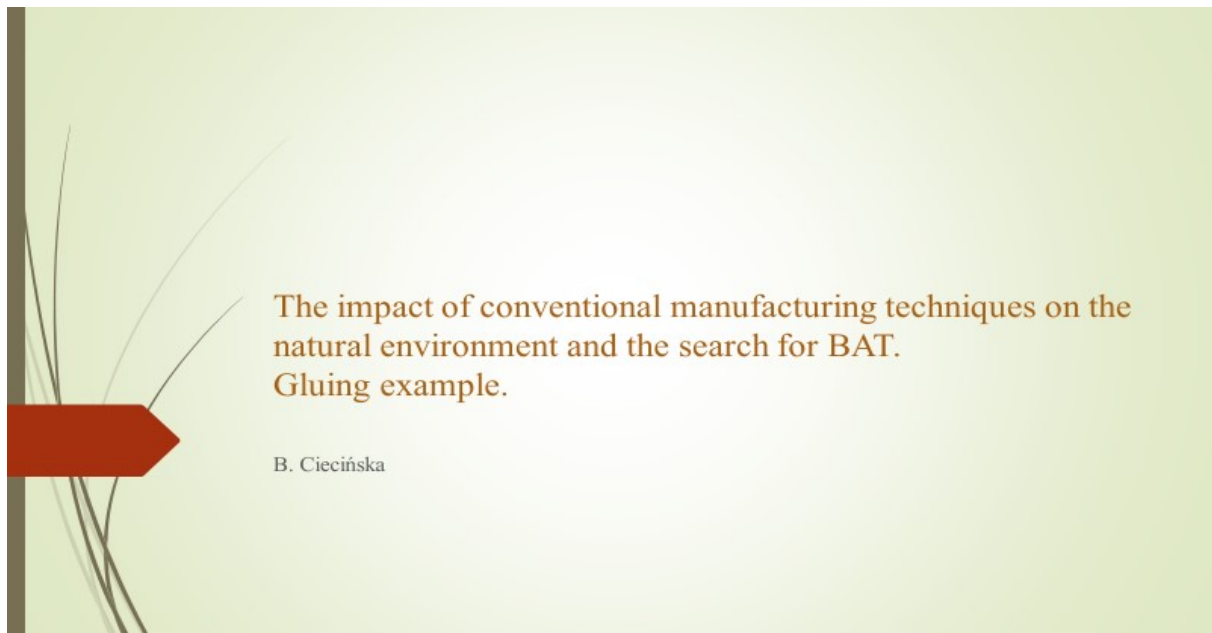 The impact of conventional manufacturing techniques on the
natural environment and the search for BAT.
Gluing example.
B. Ciecińska